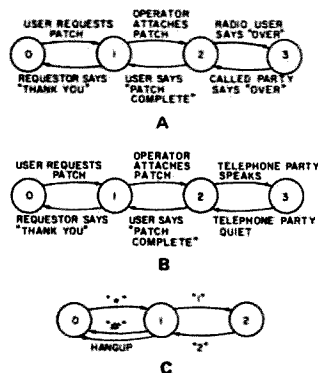 USER REQUESTS
PATCH
OPERATOR
ATTACHES
PATCH
RADIO USER
SAYS "OVER"
0
1
2
3
REQUESTOR SAYS
"THANK YOU"
USER SAYS
"PATCH
COMPLETE"
CALLED PARTY
SAYS "OVER"
A
USER REQUESTS
PATCH
OPERATOR
ATTACHES
PATCH
TELEPHONE PARTY
SPEAKS
0
1
2
3
REQUESTOR SAYS
"THANK YOU"
USER SAYS
"PATCH
COMPLETE"
TELEPHONE PARTY
QUIET
B
"*"
"1"
0
"#"
1
2
HANGUP
"2"
C